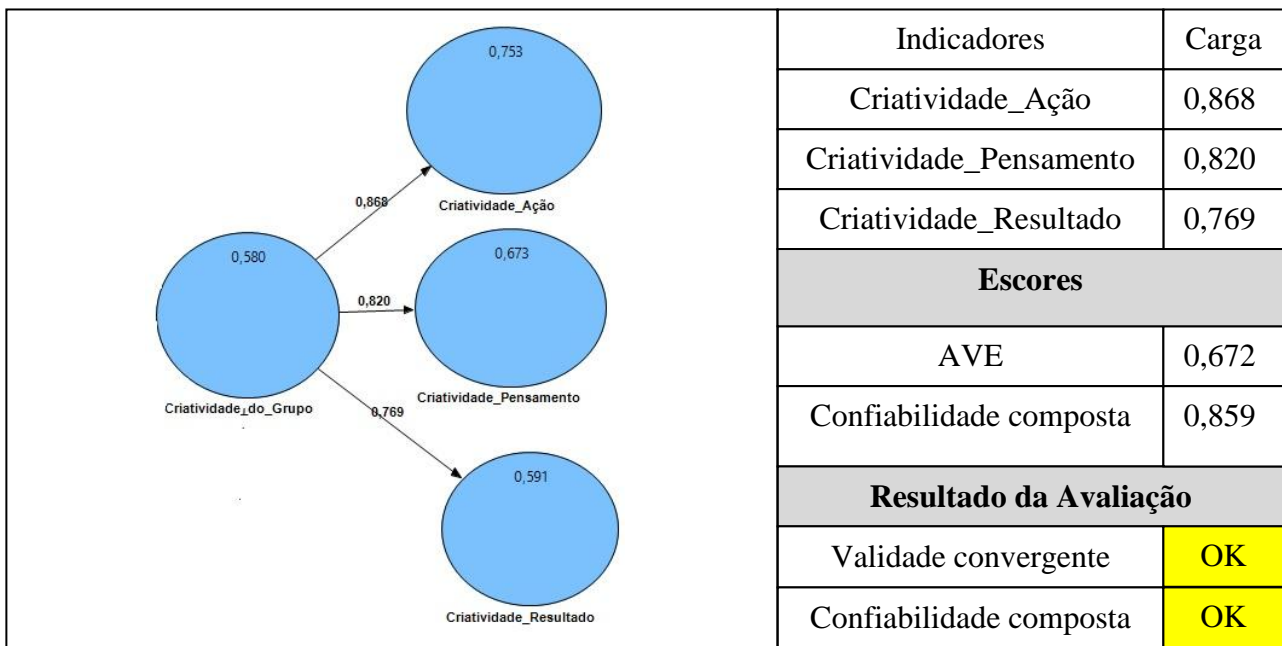 0,753
0,868
Criatividade_Ação
0,580
0,673
0,820
Criatividade_do_Grupo
Criatividade_Pensamento
0,769
0,591
Criatividade_Resultado
Indicadores Carga
Criatividade_Ação 0,868
Criatividade_Pensamento 0,820
Criatividade_Resultado 0,769
Escores
AVE 0,672
Confiabilidade composta 0,859
Resultado da Avaliação
Validade convergente OK
Confiabilidade composta OK